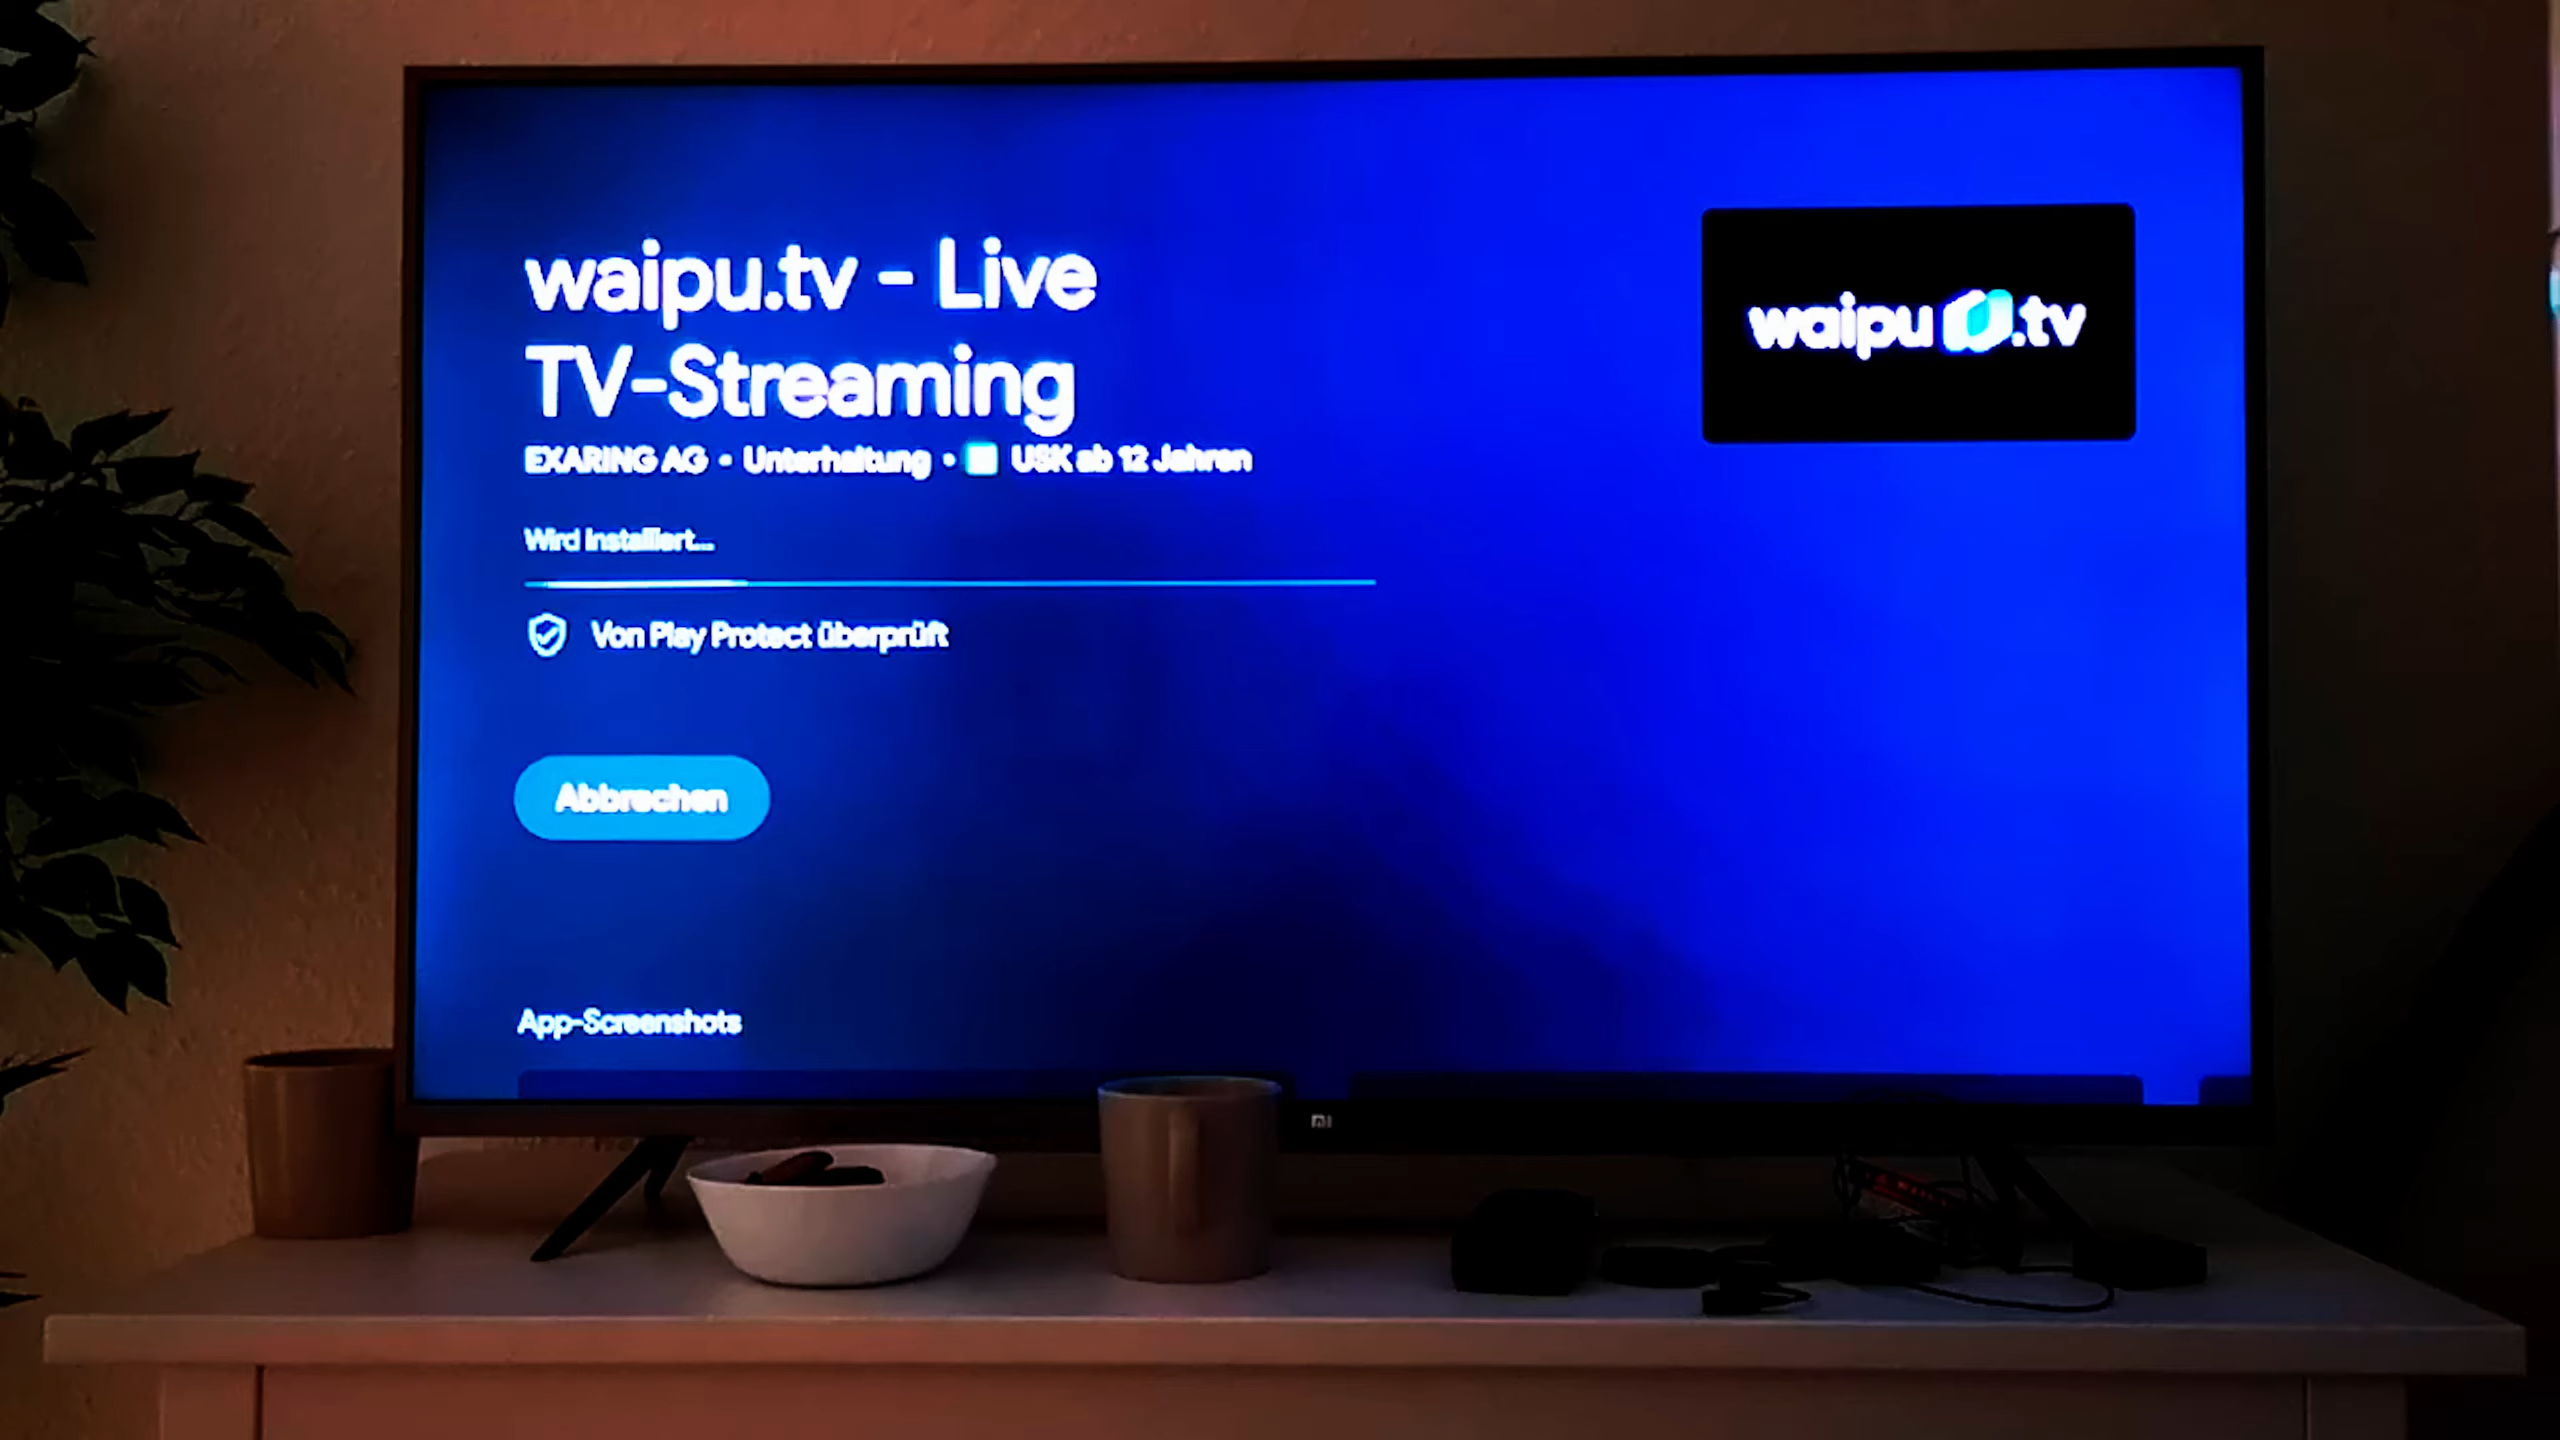 waipu.tv - Live
TV-Streaming
EXARING AG • Unterhaltung • USK ab 12 Jahren
Wird installiert...
Von Play Protect überprüft
Abbrechen
App-Screenshots
waipu.tv
mi